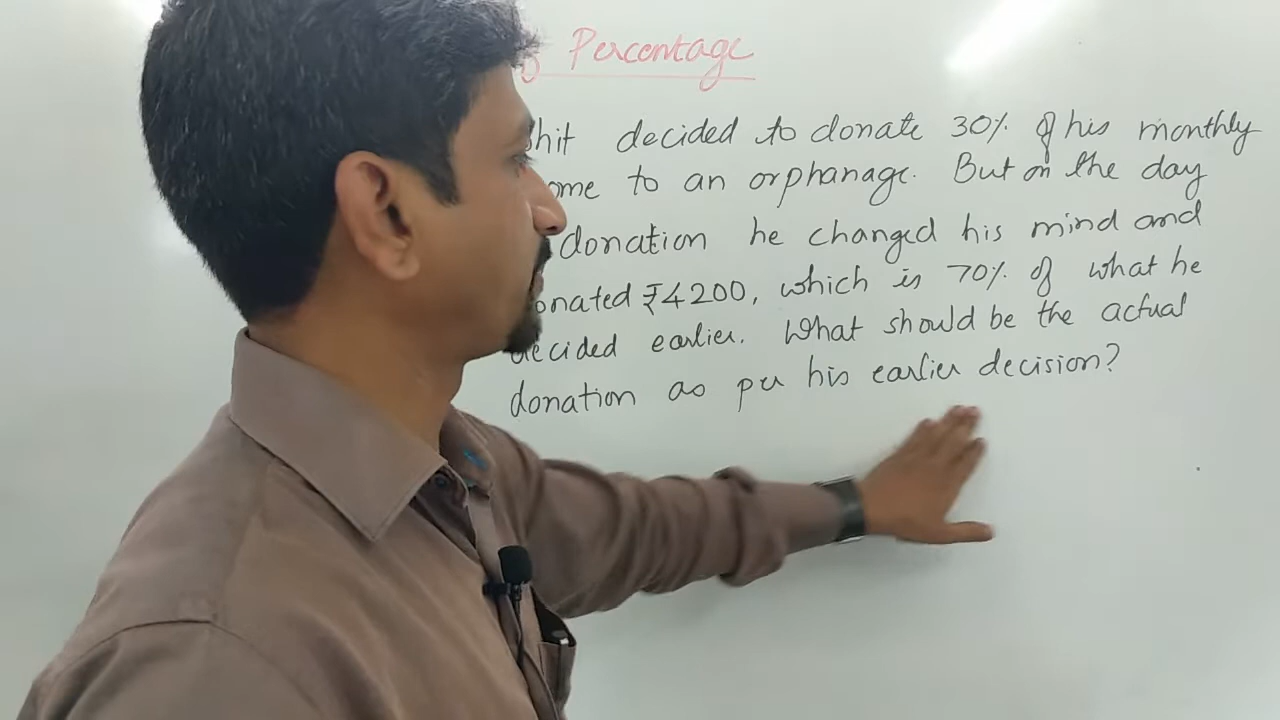 Percentage
hit decided to donate 30% of his monthly
ome to an orphanage. But on the day
donation he changed his mind and
onated ₹4200, which is 70% of what he
decided earlier. What should be the actual
donation as per his earlier decision?